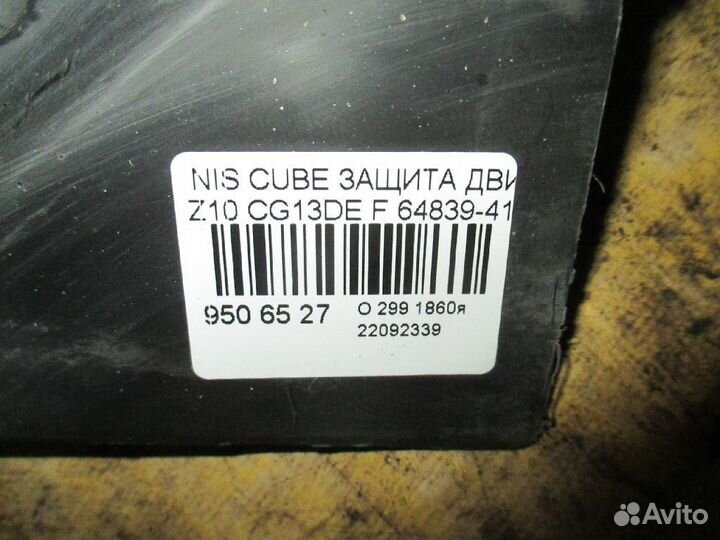 NIS CUBE ЗАЩИТА ДВИ
Z10 CG13DE F 64839-41
950 65 27
О 299 1860я
22092339
Avito